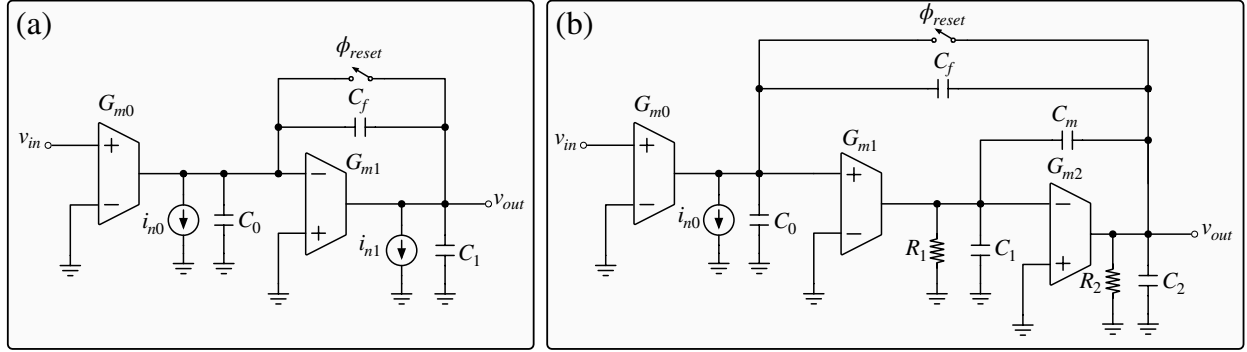 (a)
ϕreset
Cf
Gm0
vin
+
−
−
Gm1
+
in0
C0
in1
C1
vout
(b)
ϕreset
Cf
Gm0
vin
+
−
Gm1
+
−
Cm
Gm2
−
+
in0
C0
R1
C1
R2
C2
vout